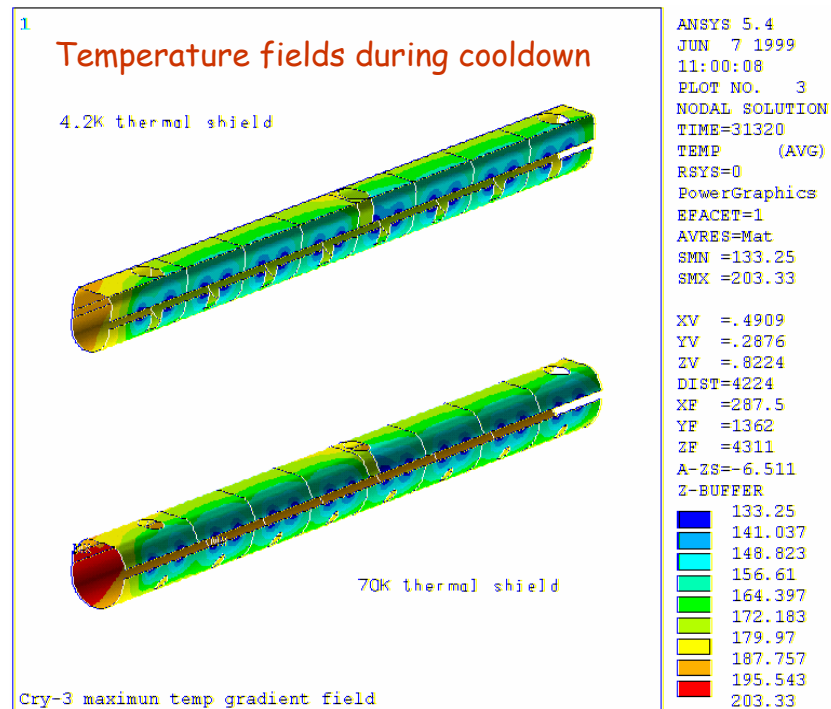 1
Temperature fields during cooldown
4.2K thermal shield
70K thermal shield
Cry-3 maximun temp gradient field
ANSYS 5.4
JUN 7 1999
11:00:08
PLOT NO. 3
NODAL SOLUTION
TIME=31320
TEMP (AVG)
RSYS=0
PowerGraphics
EFACET=1
AVRES=Mat
SMN =133.25
SMX =203.33
XV =.4909
YV =.2876
ZV =.8224
DIST=4224
XF =287.5
YF =1362
ZF =4311
A-ZS=-6.511
Z-BUFFER
133.25
141.037
148.823
156.61
164.397
172.183
179.97
187.757
195.543
203.33